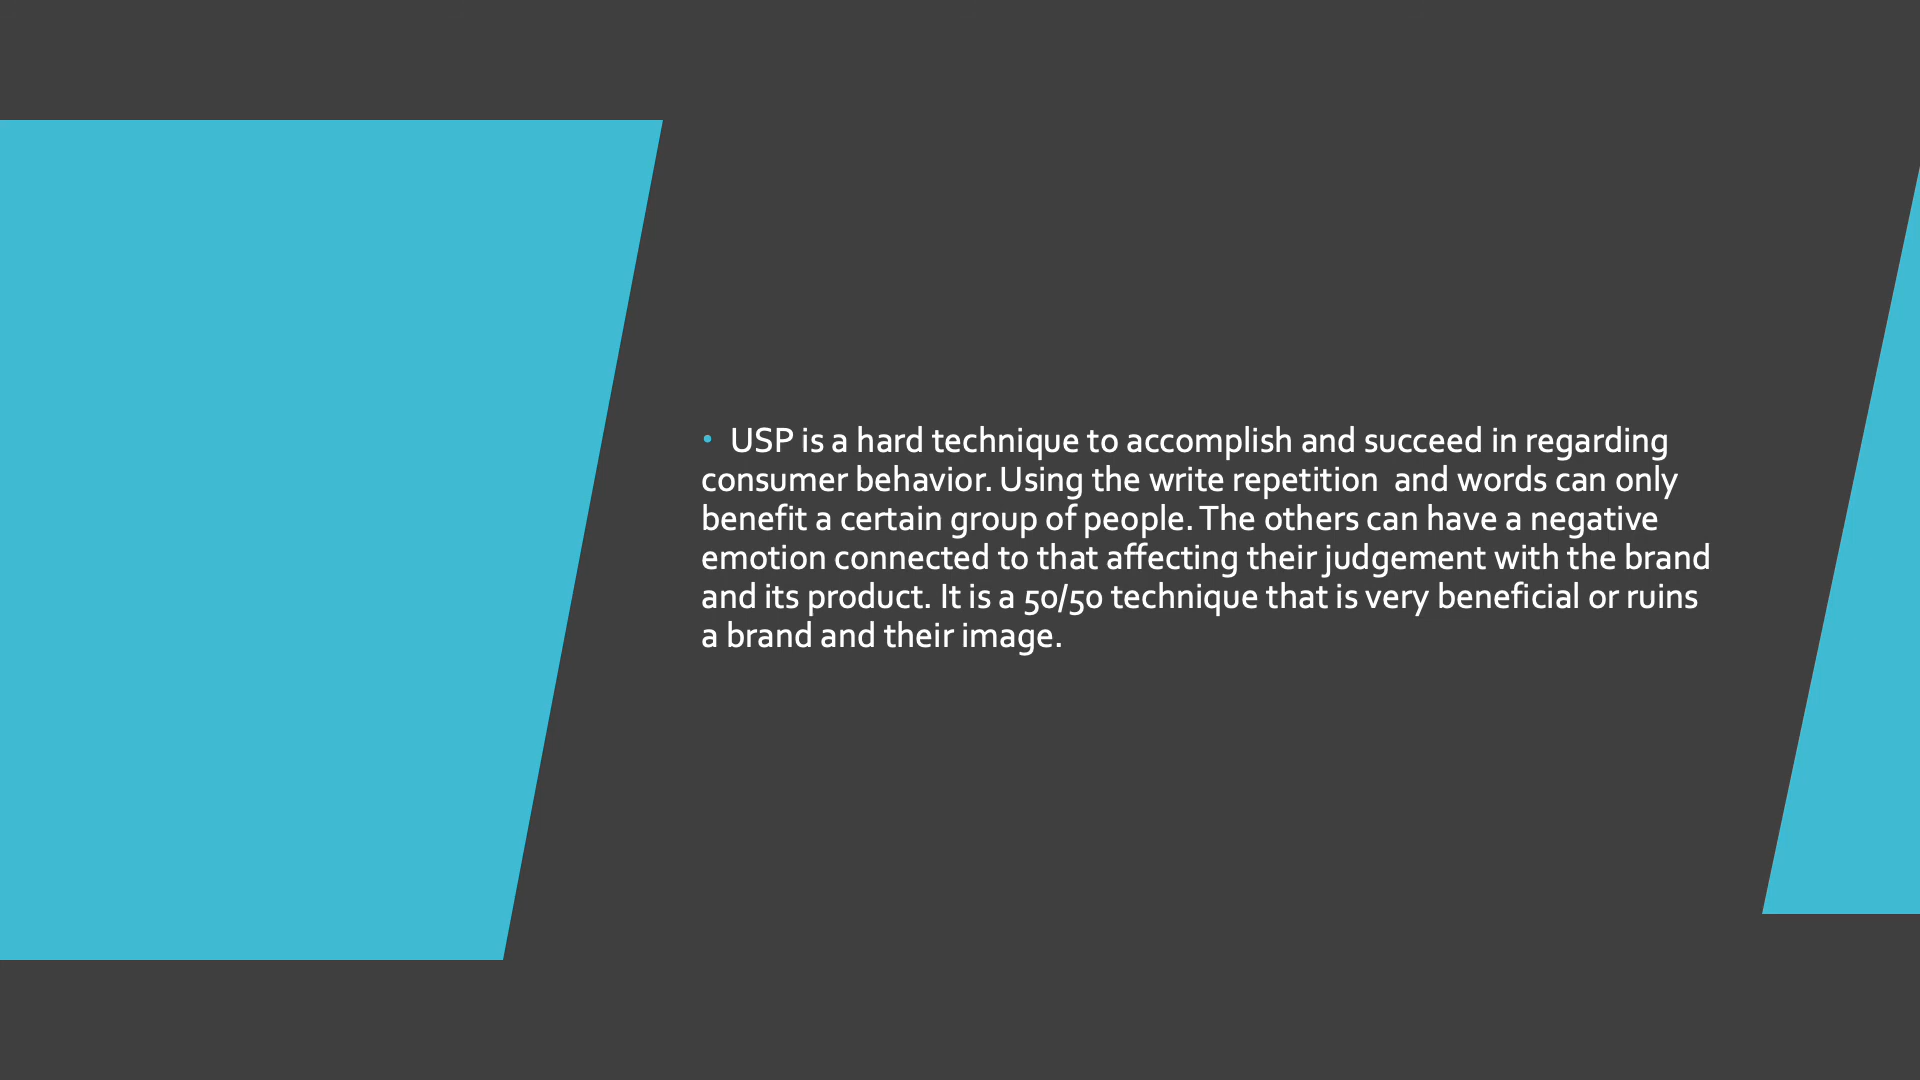 • USP is a hard technique to accomplish and succeed in regarding
consumer behavior. Using the write repetition  and words can only
benefit a certain group of people. The others can have a negative
emotion connected to that affecting their judgement with the brand
and its product. It is a 50/50 technique that is very beneficial or ruins
a brand and their image.